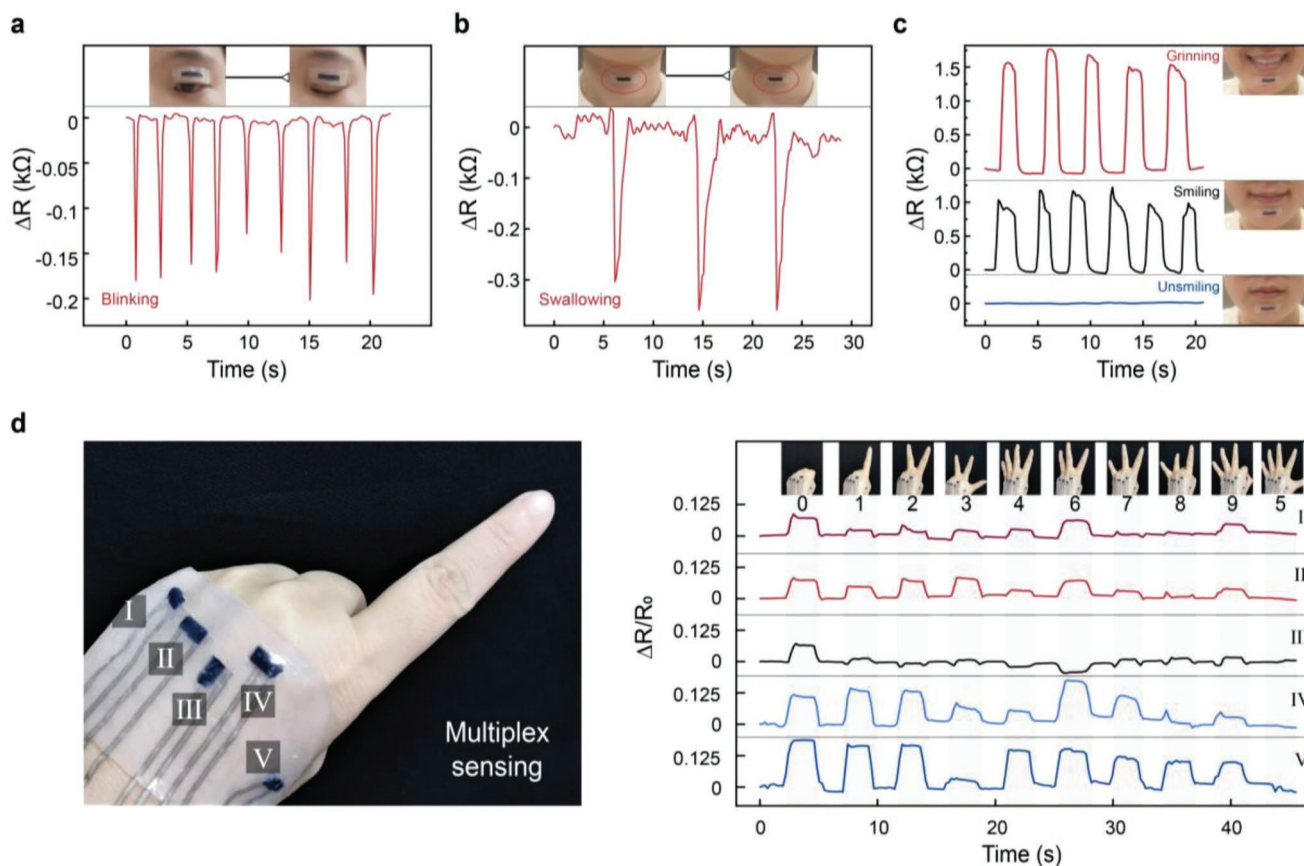 a
0
-0.05
-0.1
-0.15
-0.2
ΔR (kΩ)
Blinking
0 5 10 15 20
Time (s)
b
0
-0.1
-0.2
-0.3
ΔR (kΩ)
Swallowing
0 5 10 15 20 25 30
Time (s)
c
Grinning
1.5
1.0
0.5
0
Smiling
1.0
0.5
0
Unsmiling
0
ΔR (kΩ)
0 5 10 15 20
Time (s)
d
I
II
III
IV
V
Multiplex
sensing
0 1 2 3 4 6 7 8 9 5
0.125
0
I
0.125
0
II
0.125
0
III
0.125
0
IV
0.125
0
V
ΔR/R₀
0 10 20 30 40
Time (s)